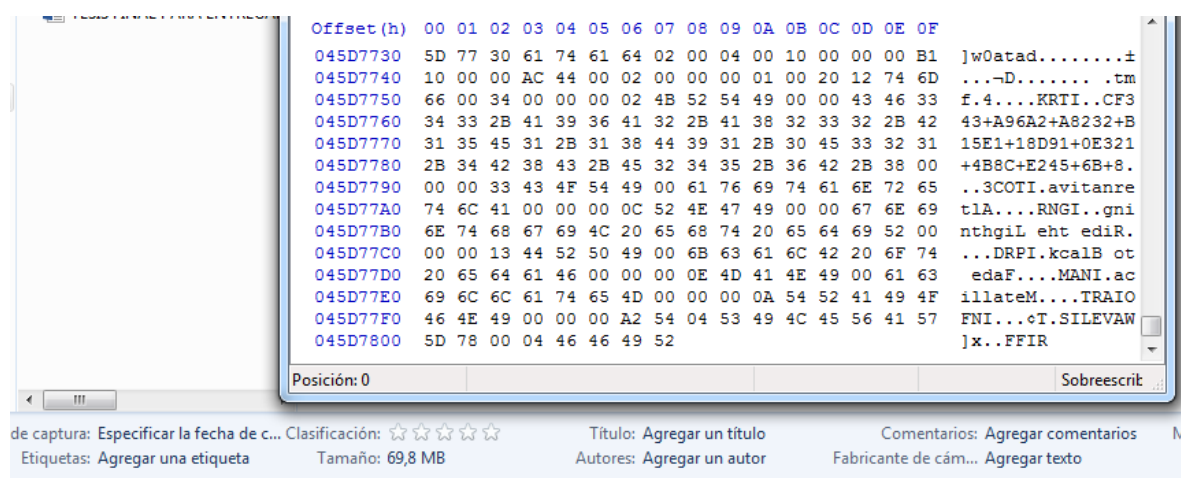 TESIS FINAL PARA ENTREGA
Offset(h) 00 01 02 03 04 05 06 07 08 09 0A 0B 0C 0D 0E 0F
045D7730 5D 77 30 61 74 61 64 02 00 04 00 10 00 00 00 B1 ]w0atad........±
045D7740 10 00 00 AC 44 00 02 00 00 00 01 00 20 12 74 6D ...¬D....... .tm
045D7750 66 00 34 00 00 00 02 4B 52 54 49 00 00 43 46 33 f.4....KRTI..CF3
045D7760 34 33 2B 41 39 36 41 32 2B 41 38 32 33 32 2B 42 43+A96A2+A8232+B
045D7770 31 35 45 31 2B 31 38 44 39 31 2B 30 45 33 32 31 15E1+18D91+0E321
045D7780 2B 34 42 38 43 2B 45 32 34 35 2B 36 42 2B 38 00 +4B8C+E245+6B+8.
045D7790 00 00 33 43 4F 54 49 00 61 76 69 74 61 6E 72 65 ..3COTI.avitanre
045D77A0 74 6C 41 00 00 00 0C 52 4E 47 49 00 00 67 6E 69 tlA....RNGI..gni
045D77B0 6E 74 68 67 69 4C 20 65 68 74 20 65 64 69 52 00 nthgiL eht ediR.
045D77C0 00 00 13 44 52 50 49 00 6B 63 61 6C 42 20 6F 74 ...DRPI.kcalB ot
045D77D0 20 65 64 61 46 00 00 00 0E 4D 41 4E 49 00 61 63 edaF....MANI.ac
045D77E0 69 6C 6C 61 74 65 4D 00 00 00 0A 54 52 41 49 4F illateM....TRAIO
045D77F0 46 4E 49 00 00 00 A2 54 04 53 49 4C 45 56 41 57 FNI...¢T.SILEVAW
045D7800 5D 78 00 04 46 46 49 52 ]x..FFIR
Posición: 0 Sobreescrib
de captura: Especificar la fecha de c... Clasificación: Título: Agregar un título Comentarios: Agregar comentarios
Etiquetas: Agregar una etiqueta Tamaño: 69,8 MB Autores: Agregar un autor Fabricante de cám... Agregar texto